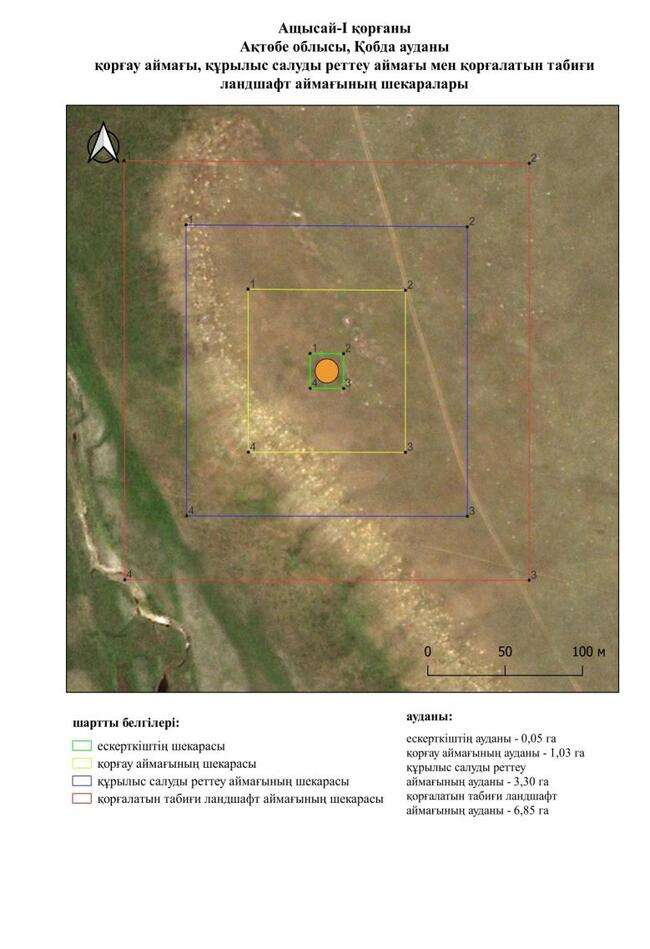 Ащысай-I қорғаны
Ақтөбе облысы, Қобда ауданы
қорғау аймағы, құрылыс салуды реттеу аймағы мен қорғалатын табиғи
ландшафт аймағының шекаралары
1
2
1
2
1
2
1
2
4
3
4
3
4
3
4
3
0 50 100 м
шартты белгілері:
ескерткіштің шекарасы
қорғау аймағының шекарасы
құрылыс салуды реттеу аймағының шекарасы
қорғалатын табиғи ландшафт аймағының шекарасы
ауданы:
ескерткіштің ауданы - 0,05 га
қорғау аймағының ауданы - 1,03 га
құрылыс салуды реттеу
аймағының ауданы - 3,30 га
қорғалатын табиғи ландшафт
аймағының ауданы - 6,85 га